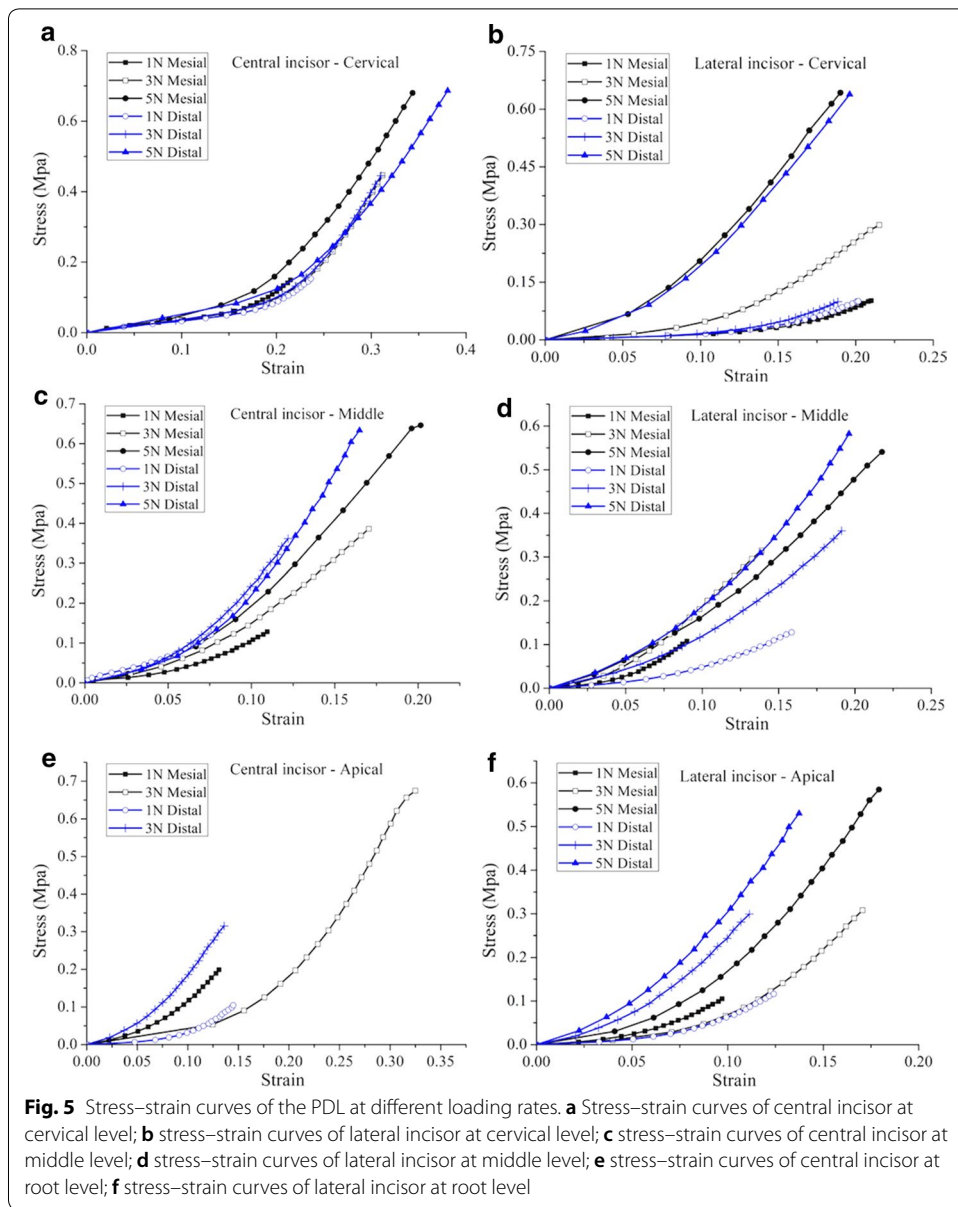 a
Central incisor - Cervical
1N Mesial
3N Mesial
5N Mesial
1N Distal
3N Distal
5N Distal
Stress (Mpa)
0.8
0.6
0.4
0.2
0.0
0.0 0.1 0.2 0.3 0.4
Strain
b
Lateral incisor - Cervical
1N Mesial
3N Mesial
5N Mesial
1N Distal
3N Distal
5N Distal
Stress (Mpa)
0.75
0.60
0.45
0.30
0.15
0.00
0.00 0.05 0.10 0.15 0.20 0.25
Strain
c
Central incisor - Middle
1N Mesial
3N Mesial
5N Mesial
1N Distal
3N Distal
5N Distal
Stress (Mpa)
0.7
0.6
0.5
0.4
0.3
0.2
0.1
0.0
0.00 0.05 0.10 0.15 0.20
Strain
d
Lateral incisor - Middle
1N Mesial
3N Mesial
5N Mesial
1N Distal
3N Distal
5N Distal
Stress (Mpa)
0.6
0.5
0.4
0.3
0.2
0.1
0.0
0.00 0.05 0.10 0.15 0.20 0.25
Strain
e
Central incisor - Apical
1N Mesial
3N Mesial
1N Distal
3N Distal
Stress (Mpa)
0.7
0.6
0.5
0.4
0.3
0.2
0.1
0.0
0.00 0.05 0.10 0.15 0.20 0.25 0.30 0.35
Strain
f
Lateral incisor - Apical
1N Mesial
3N Mesial
5N Mesial
1N Distal
3N Distal
5N Distal
Stress (Mpa)
0.6
0.5
0.4
0.3
0.2
0.1
0.0
0.00 0.05 0.10 0.15 0.20
Strain
Fig. 5 Stress–strain curves of the PDL at different loading rates. a Stress–strain curves of central incisor at
cervical level; b stress–strain curves of lateral incisor at cervical level; c stress–strain curves of central incisor at
middle level; d stress–strain curves of lateral incisor at middle level; e stress–strain curves of central incisor at
root level; f stress–strain curves of lateral incisor at root level